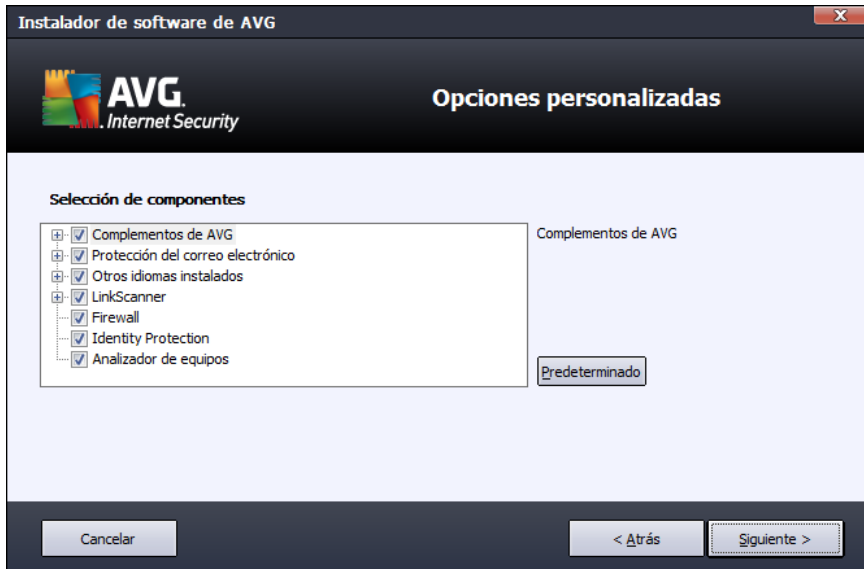 Instalador de software de AVG
AVG.
Internet Security
Opciones personalizadas
Selección de componentes
Complementos de AVG
Protección del correo electrónico
Otros idiomas instalados
LinkScanner
Firewall
Identity Protection
Analizador de equipos
Complementos de AVG
Predeterminado
Cancelar
< Atrás
Siguiente >